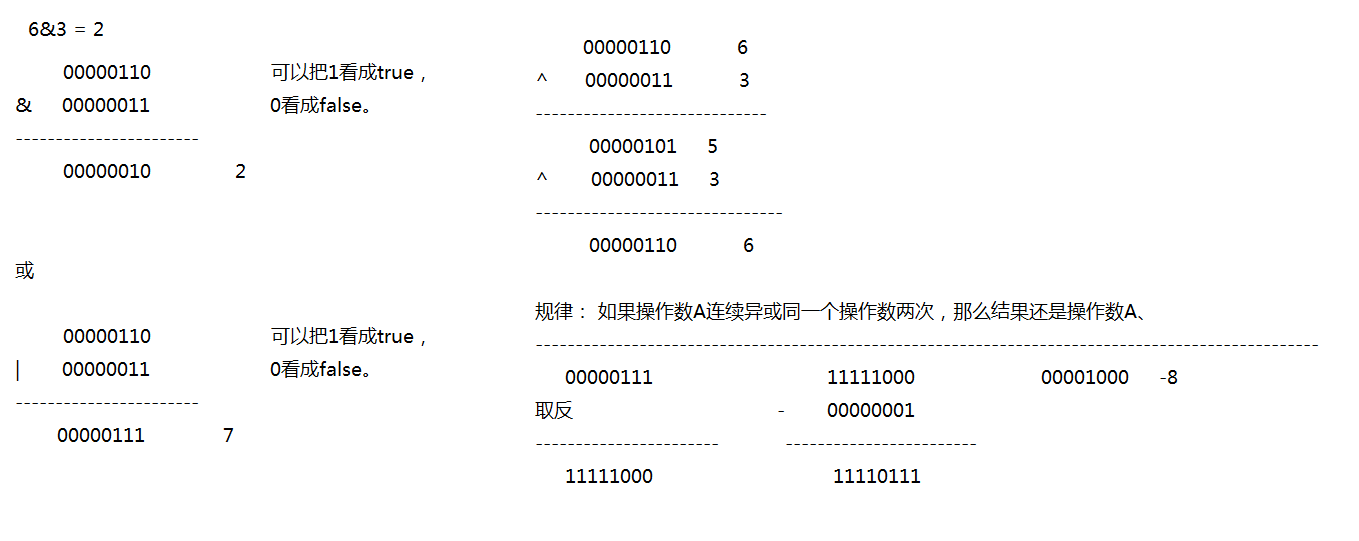 6&3 = 2
00000110 可以把1看成true，
& 00000011 0看成false。
-----------------------
00000010 2
或
00000110 可以把1看成true，
| 00000011 0看成false。
-----------------------
00000111 7
00000110 6
^ 00000011 3
-----------------------------
00000101 5
^ 00000011 3
-------------------------------
00000110 6
规律： 如果操作数A连续异或同一个操作数两次，那么结果还是操作数A、
--------------------------------------------------------------------------------------------------
00000111 11111000 00001000 -8
取反 - 00000001
----------------------- ------------------------
11111000 11110111